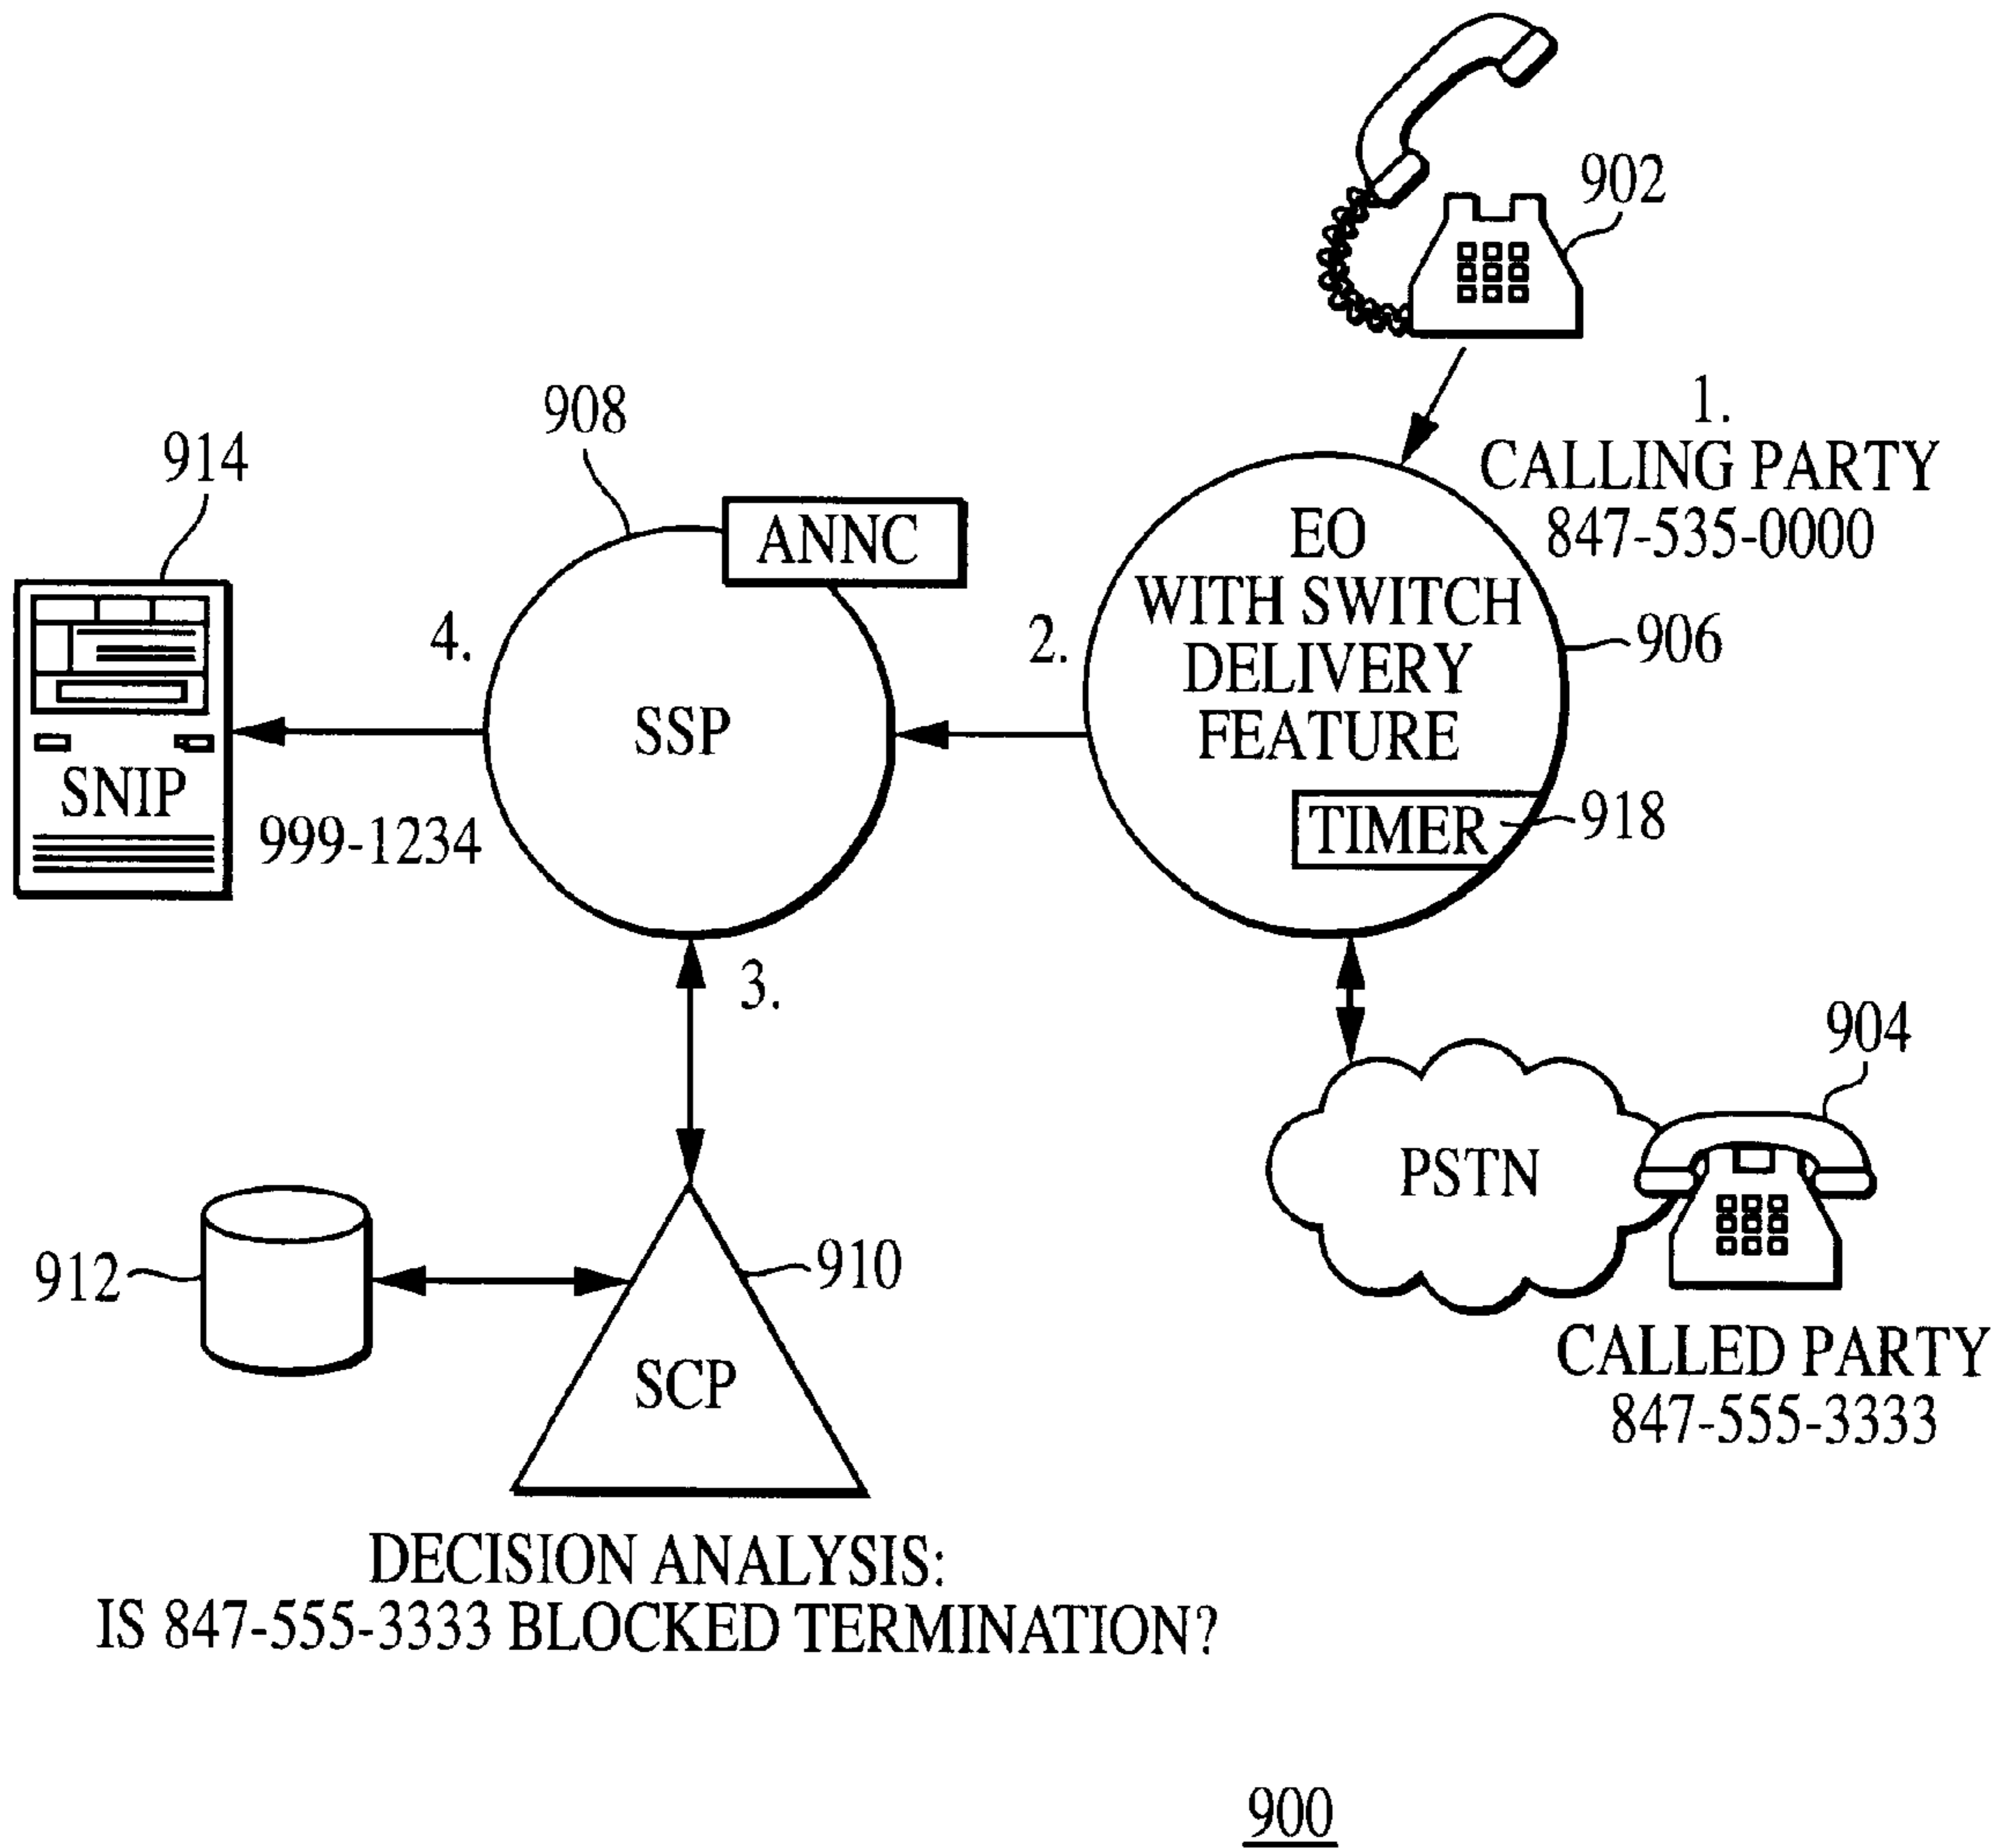 902
1.
CALLING PARTY
847-535-0000
908
914
ANNC
EO
WITH SWITCH
DELIVERY
FEATURE
906
4.
2.
SSP
SNIP
999-1234
TIMER
918
3.
904
PSTN
912
910
SCP
CALLED PARTY
847-555-3333
DECISION ANALYSIS:
IS 847-555-3333 BLOCKED TERMINATION?
900